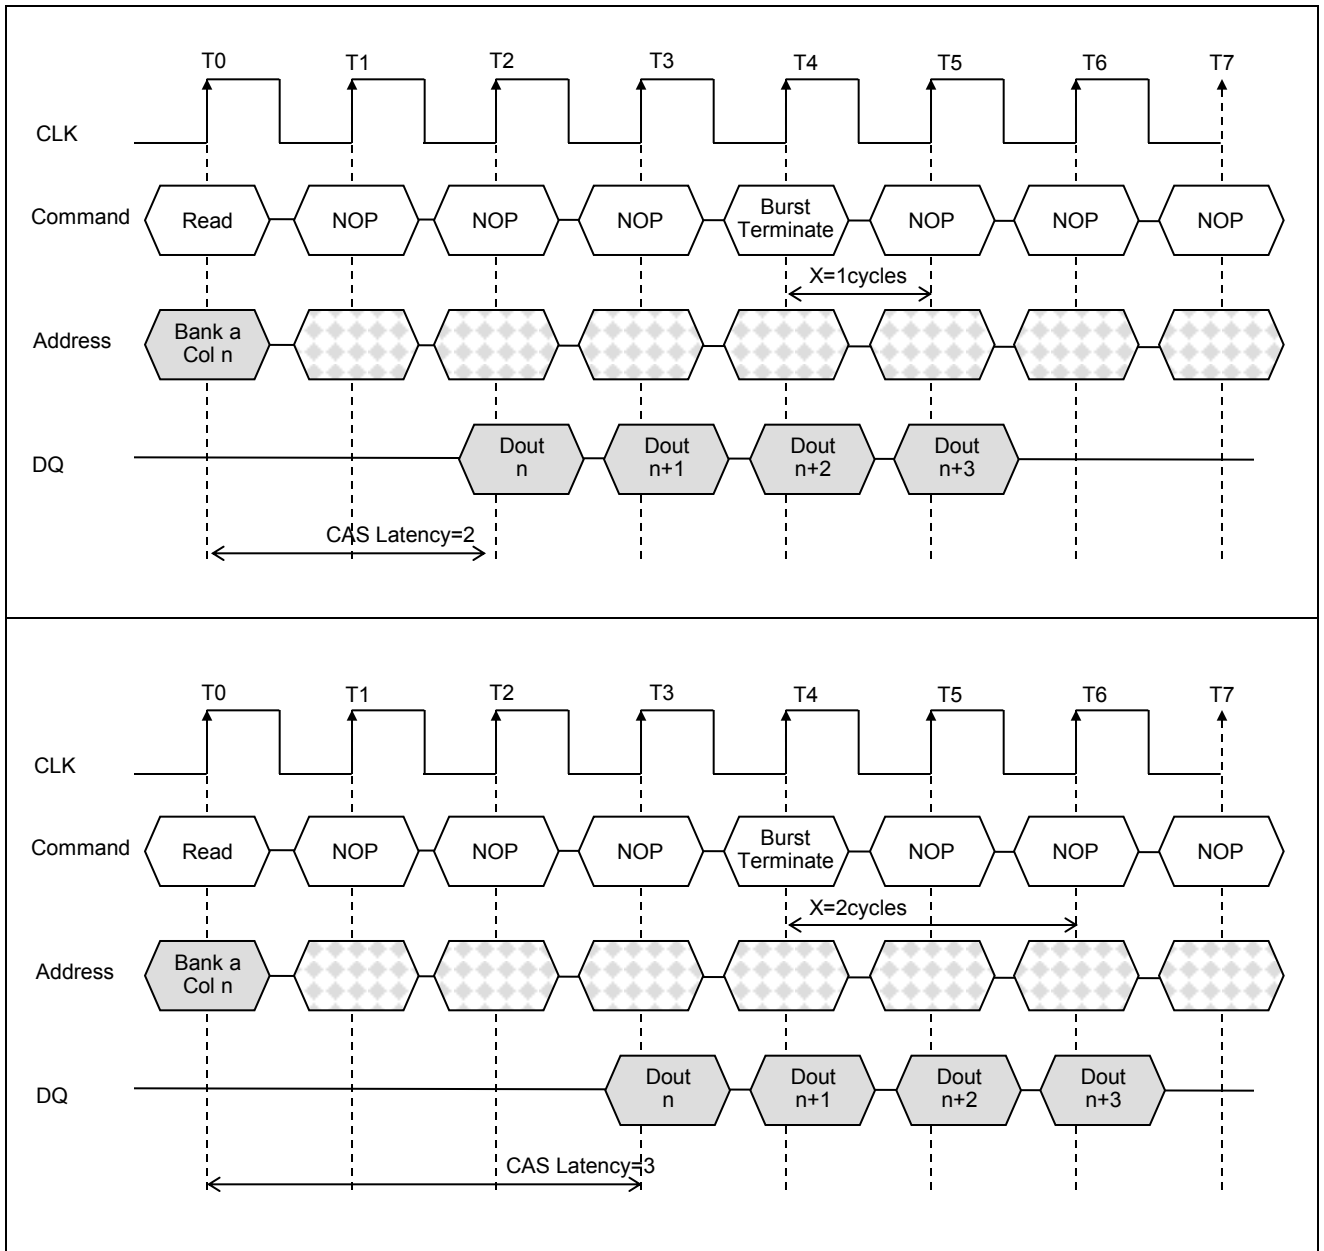 T0 T1 T2 T3 T4 T5 T6 T7
CLK
Command Read NOP NOP NOP Burst Terminate NOP NOP NOP
X=1cycles
Address Bank a Col n
DQ Dout n Dout n+1 Dout n+2 Dout n+3
CAS Latency=2
T0 T1 T2 T3 T4 T5 T6 T7
CLK
Command Read NOP NOP NOP Burst Terminate NOP NOP NOP
X=2cycles
Address Bank a Col n
DQ Dout n Dout n+1 Dout n+2 Dout n+3
CAS Latency=3